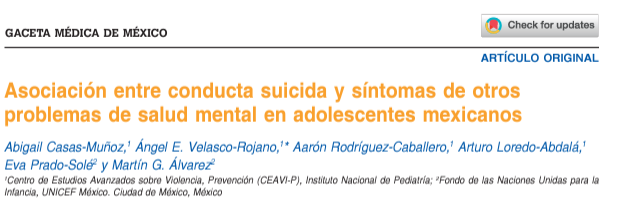 Check for updates
GACETA MÉDICA DE MÉXICO
ARTÍCULO ORIGINAL
Asociación entre conducta suicida y síntomas de otros
problemas de salud mental en adolescentes mexicanos
Abigail Casas-Muñoz,¹ Ángel E. Velasco-Rojano,¹* Aarón Rodríguez-Caballero,¹ Arturo Loredo-Abdalá,¹
Eva Prado-Solé² y Martín G. Álvarez²
¹Centro de Estudios Avanzados sobre Violencia, Prevención (CEAVI-P), Instituto Nacional de Pediatría; ²Fondo de las Naciones Unidas para la
Infancia, UNICEF México. Ciudad de México, México